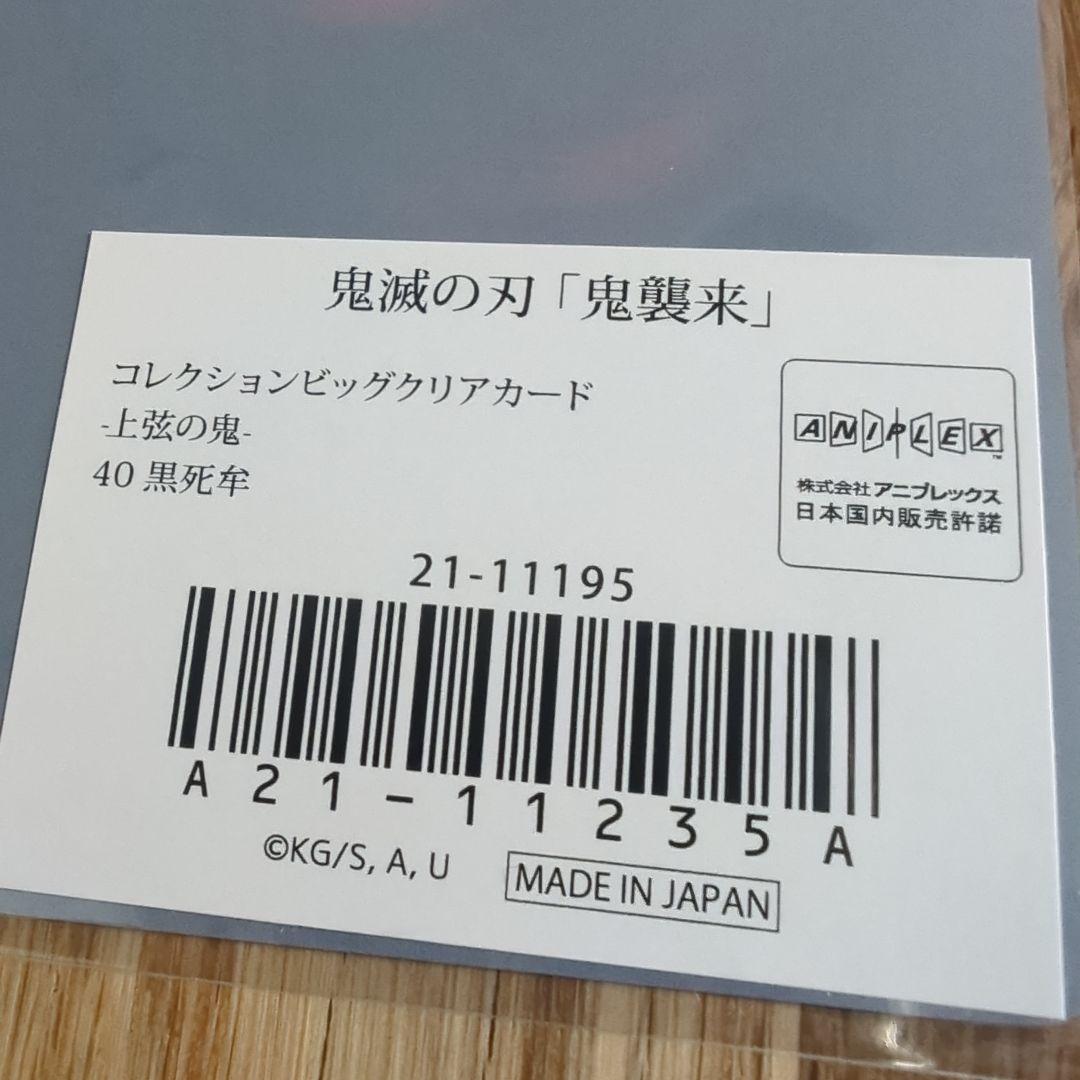 鬼滅の刃「鬼襲来」
コレクションビッグクリアカード
-上弦の鬼-
40 黒死牟
ANIPLEX™
株式会社アニプレックス
日本国内販売許諾
21-11195
A21-11235A
©KG/S, A, U
MADE IN JAPAN